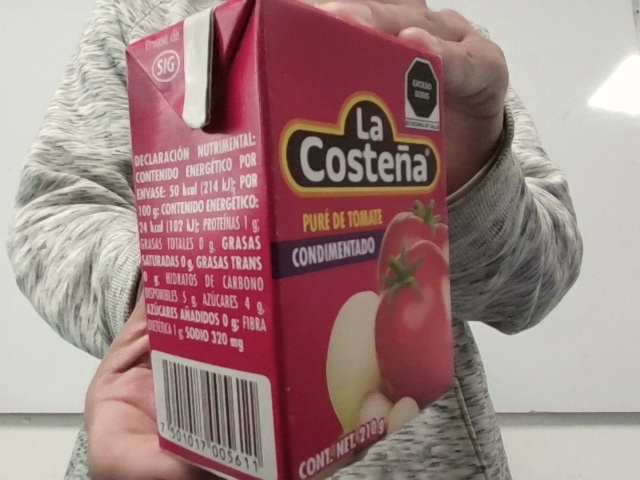 Envase de
SIG
DECLARACIÓN NUTRIMENTAL:
CONTENIDO ENERGÉTICO POR
ENVASE: 50 kcal (214 kJ); POR
100 g: CONTENIDO ENERGÉTICO:
24 kcal (102 kJ); PROTEÍNAS 1 g;
GRASAS TOTALES 0 g, GRASAS
SATURADAS 0 g, GRASAS TRANS
0 g; HIDRATOS DE CARBONO
DISPONIBLES 5 g, AZÚCARES 4 g,
AZÚCARES AÑADIDOS 0 g; FIBRA
DIETÉTICA 1 g; SODIO 320 mg
7 501017 005611
EXCESO
SODIO
La
Costeña®
PURÉ DE TOMATE
CONDIMENTADO
CONT. NET. 210 g